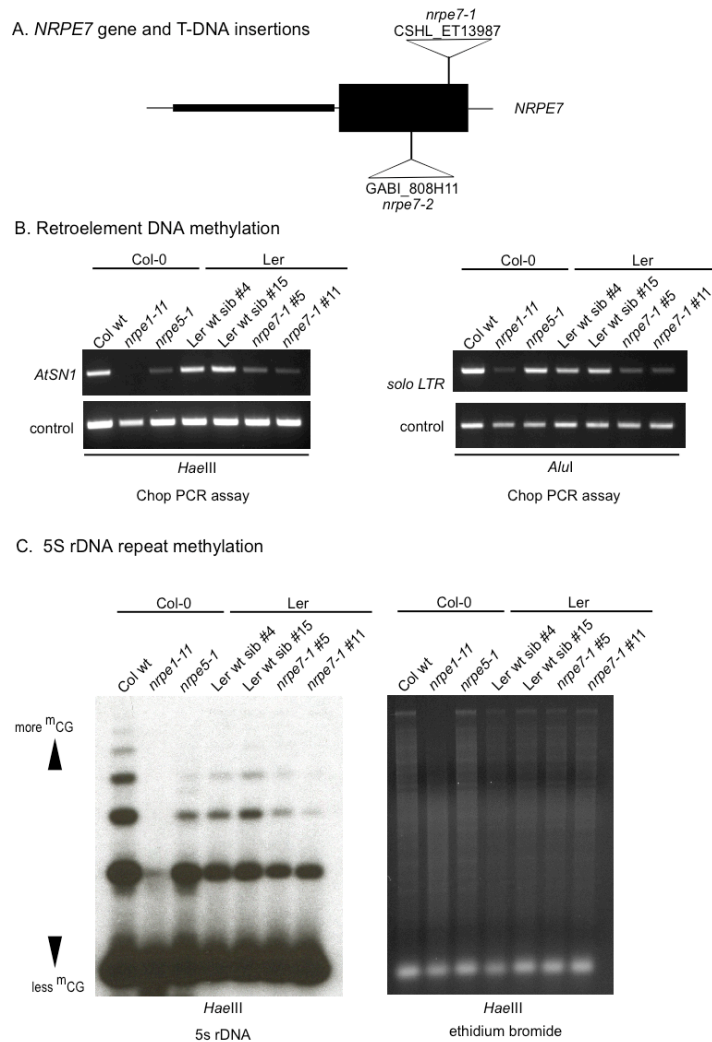 A. NRPE7 gene and T-DNA insertions
nrpe7-1
CSHL_ET13987
NRPE7
GABI_808H11
nrpe7-2
B. Retroelement DNA methylation
Col-0
Ler
Col wt
nrpe1-11
nrpe5-1
Ler wt sib #4
Ler wt sib #15
nrpe7-1 #5
nrpe7-1 #11
AtSN1
control
HaeIII
Chop PCR assay
Col-0
Ler
Col wt
nrpe1-11
nrpe5-1
Ler wt sib #4
Ler wt sib #15
nrpe7-1 #5
nrpe7-1 #11
solo LTR
control
AluI
Chop PCR assay
C. 5S rDNA repeat methylation
Col-0
Ler
Col wt
nrpe1-11
nrpe5-1
Ler wt sib #4
Ler wt sib #15
nrpe7-1 #5
nrpe7-1 #11
more mCG
less mCG
HaeIII
5s rDNA
Col-0
Ler
Col wt
nrpe1-11
nrpe5-1
Ler wt sib #4
Ler wt sib #15
nrpe7-1 #5
nrpe7-1 #11
HaeIII
ethidium bromide